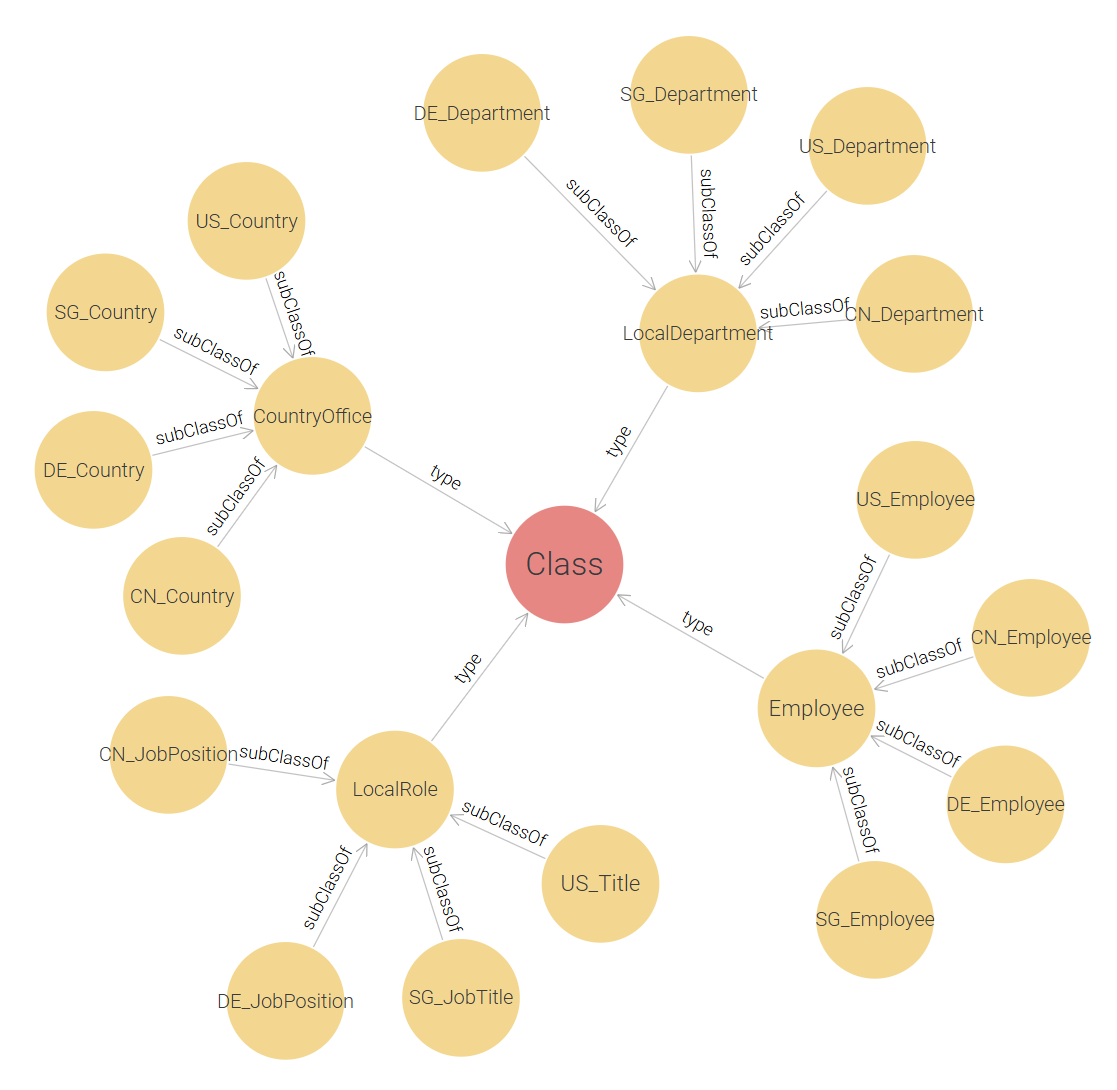 SG_Department
DE_Department
US_Department
subClassOf
subClassOf
subClassOf
US_Country
subClassOf
SG_Country
subClassOf
subClassOf
CN_Department
LocalDepartment
subClassOf
CountryOffice
subClassOf
DE_Country
subClassOf
type
type
US_Employee
Class
CN_Country
subClassOf
type
CN_Employee
subClassOf
type
Employee
subClassOf
CN_JobPosition
subClassOf
LocalRole
DE_Employee
subClassOf
subClassOf
subClassOf
subClassOf
US_Title
SG_Employee
DE_JobPosition
SG_JobTitle